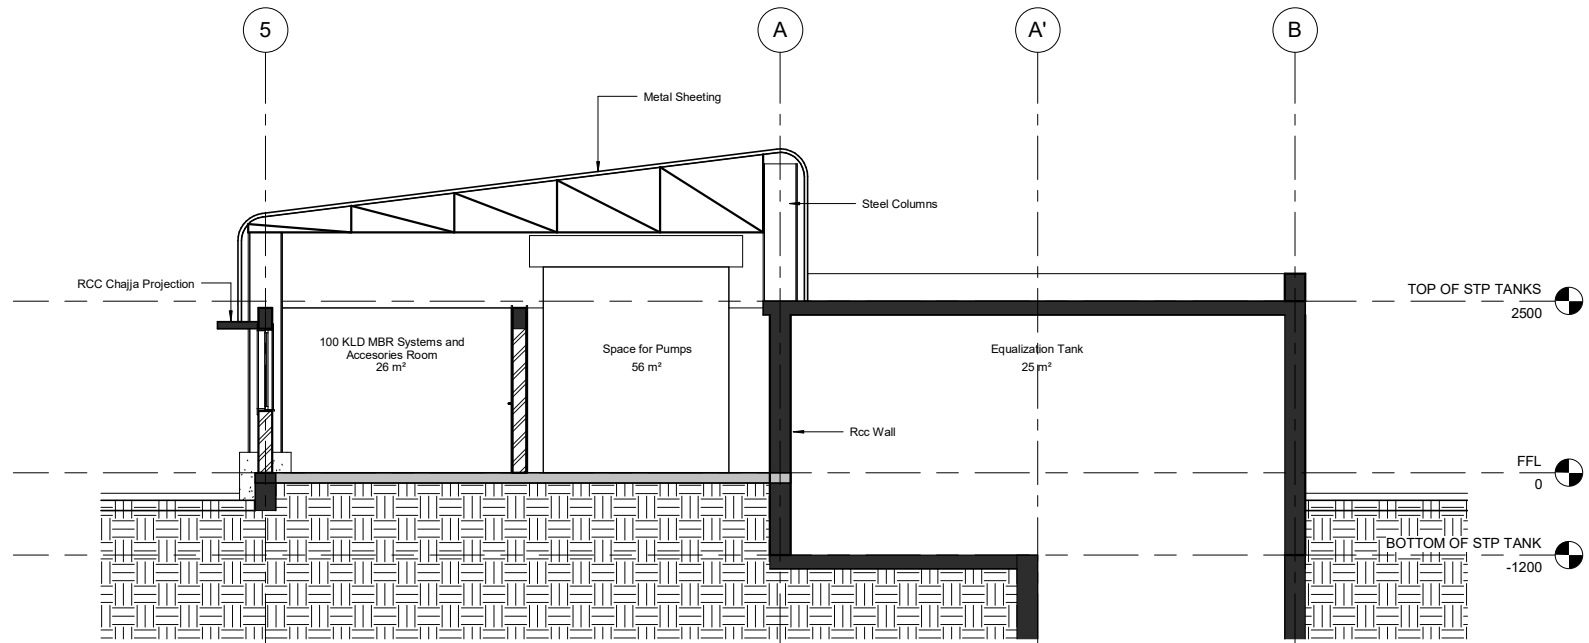 5
A
A'
B
Metal Sheeting
Steel Columns
RCC Chajja Projection
TOP OF STP TANKS
2500
100 KLD MBR Systems and
Accesories Room
26 m²
Space for Pumps
56 m²
Equalization Tank
25 m²
Rcc Wall
FFL
0
BOTTOM OF STP TANK
-1200